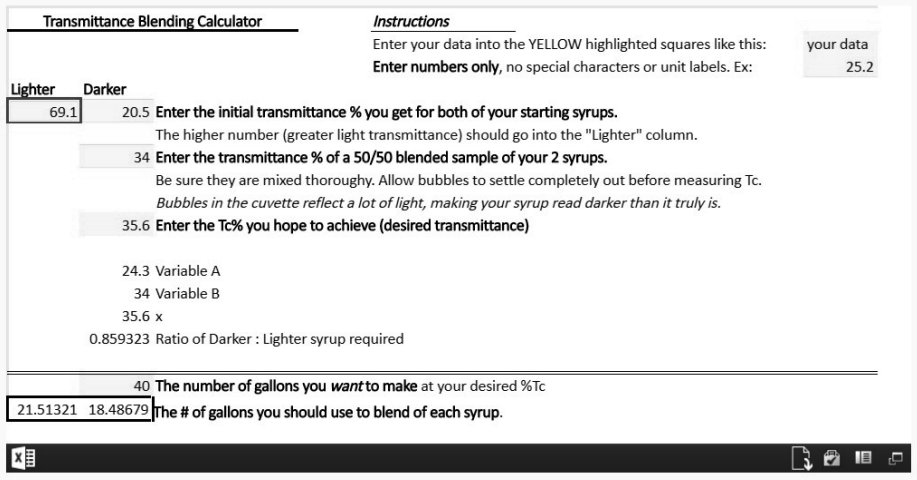 Transmittance Blending Calculator
Instructions
Enter your data into the YELLOW highlighted squares like this: your data
Enter numbers only, no special characters or unit labels. Ex: 25.2
Lighter Darker
69.1 20.5 Enter the initial transmittance % you get for both of your starting syrups.
The higher number (greater light transmittance) should go into the "Lighter" column.
34 Enter the transmittance % of a 50/50 blended sample of your 2 syrups.
Be sure they are mixed thoroughy. Allow bubbles to settle completely out before measuring Tc.
Bubbles in the cuvette reflect a lot of light, making your syrup read darker than it truly is.
35.6 Enter the Tc% you hope to achieve (desired transmittance)
24.3 Variable A
34 Variable B
35.6 x
0.859323 Ratio of Darker : Lighter syrup required
40 The number of gallons you want to make at your desired %Tc
21.51321 18.48679 The # of gallons you should use to blend of each syrup.